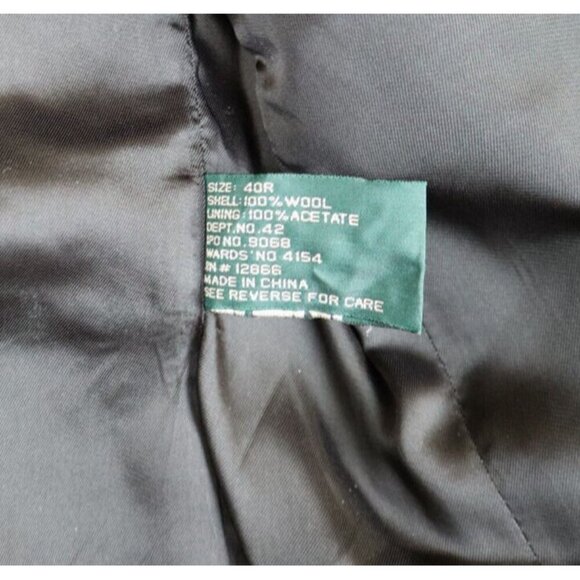 SIZE: 40R
SHELL:100%WOOL
LINING:100%ACETATE
DEPT.NO.42
PO NO.9068
WARDS' NO 4154
RN # 12866
MADE IN CHINA
SEE REVERSE FOR CARE